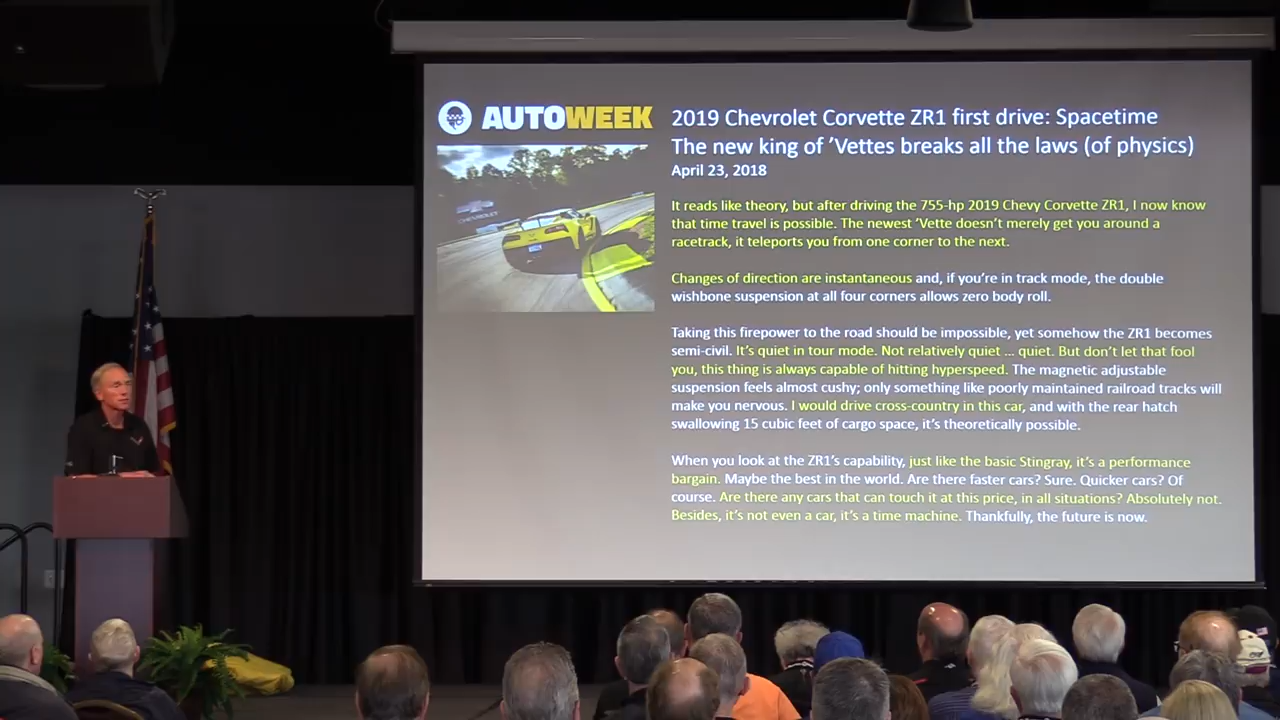 AUTOWEEK
2019 Chevrolet Corvette ZR1 first drive: Spacetime
The new king of ’Vettes breaks all the laws (of physics)
April 23, 2018
CHEVROLET
It reads like theory, but after driving the 755-hp 2019 Chevy Corvette ZR1, I now know
that time travel is possible. The newest ’Vette doesn’t merely get you around a
racetrack, it teleports you from one corner to the next.
Changes of direction are instantaneous and, if you’re in track mode, the double
wishbone suspension at all four corners allows zero body roll.
Taking this firepower to the road should be impossible, yet somehow the ZR1 becomes
semi-civil. It’s quiet in tour mode. Not relatively quiet … quiet. But don’t let that fool
you, this thing is always capable of hitting hyperspeed. The magnetic adjustable
suspension feels almost cushy; only something like poorly maintained railroad tracks will
make you nervous. I would drive cross-country in this car, and with the rear hatch
swallowing 15 cubic feet of cargo space, it’s theoretically possible.
When you look at the ZR1’s capability, just like the basic Stingray, it’s a performance
bargain. Maybe the best in the world. Are there faster cars? Sure. Quicker cars? Of
course. Are there any cars that can touch it at this price, in all situations? Absolutely not.
Besides, it’s not even a car, it’s a time machine. Thankfully, the future is now.